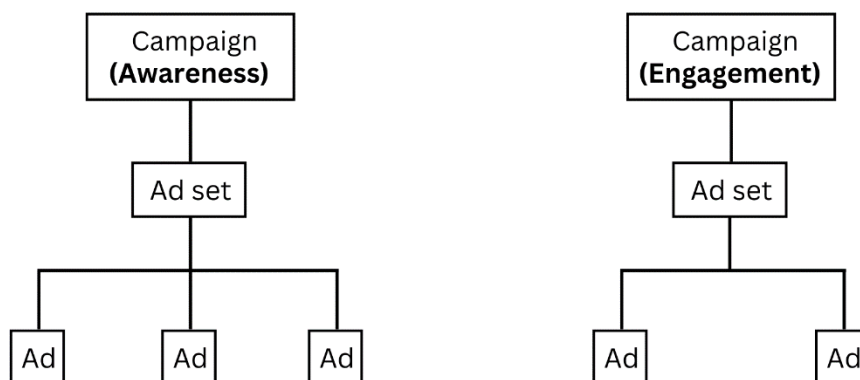 Campaign
(Awareness)
Campaign
(Engagement)
Ad set
Ad set
Ad
Ad
Ad
Ad
Ad